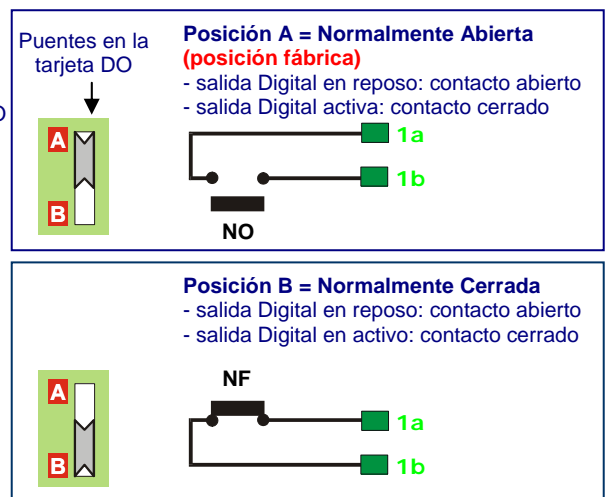 Puentes en la
tarjeta DO
Posición A = Normalmente Abierta
(posición fábrica)
- salida Digital en reposo: contacto abierto
- salida Digital activa: contacto cerrado
A
B
1a
1b
NO
Posición B = Normalmente Cerrada
- salida Digital en reposo: contacto abierto
- salida Digital en activo: contacto cerrado
NF
A
B
1a
1b